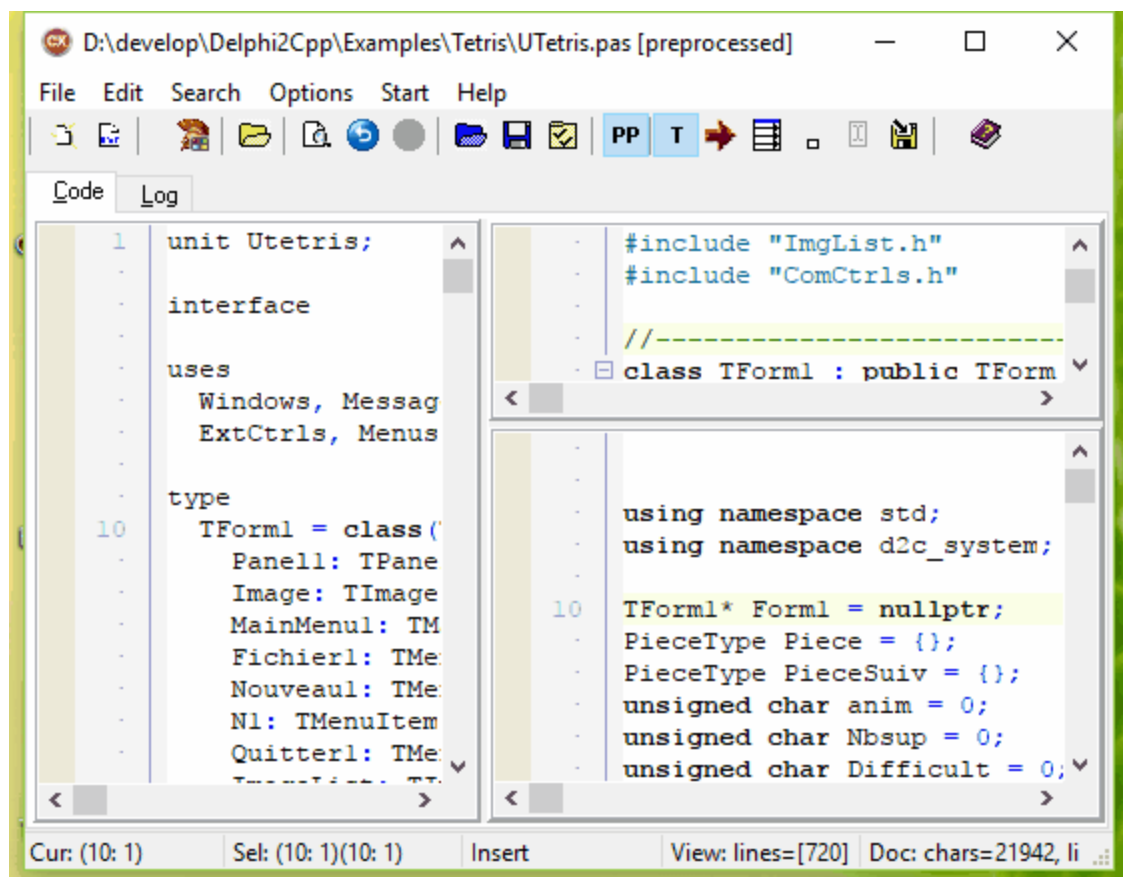 D:\develop\Delphi2Cpp\Examples\Tetris\UTetris.pas [preprocessed]
File Edit Search Options Start Help
PP T
Code Log
1 unit Utetris;
interface
uses
Windows, Messag
ExtCtrls, Menus
type
10 TForm1 = class(
Panel1: TPane
Image: TImage
MainMenu1: TM
Fichier1: TMe
Nouveau1: TMe
N1: TMenuItem
Quitter1: TMe
#include "ImgList.h"
#include "ComCtrls.h"
//--------------------------
class TForm1 : public TForm
using namespace std;
using namespace d2c_system;
10 TForm1* Form1 = nullptr;
PieceType Piece = {};
PieceType PieceSuiv = {};
unsigned char anim = 0;
unsigned char Nbsup = 0;
unsigned char Difficult = 0;
Cur: (10: 1) Sel: (10: 1)(10: 1) Insert View: lines=[720] Doc: chars=21942, li